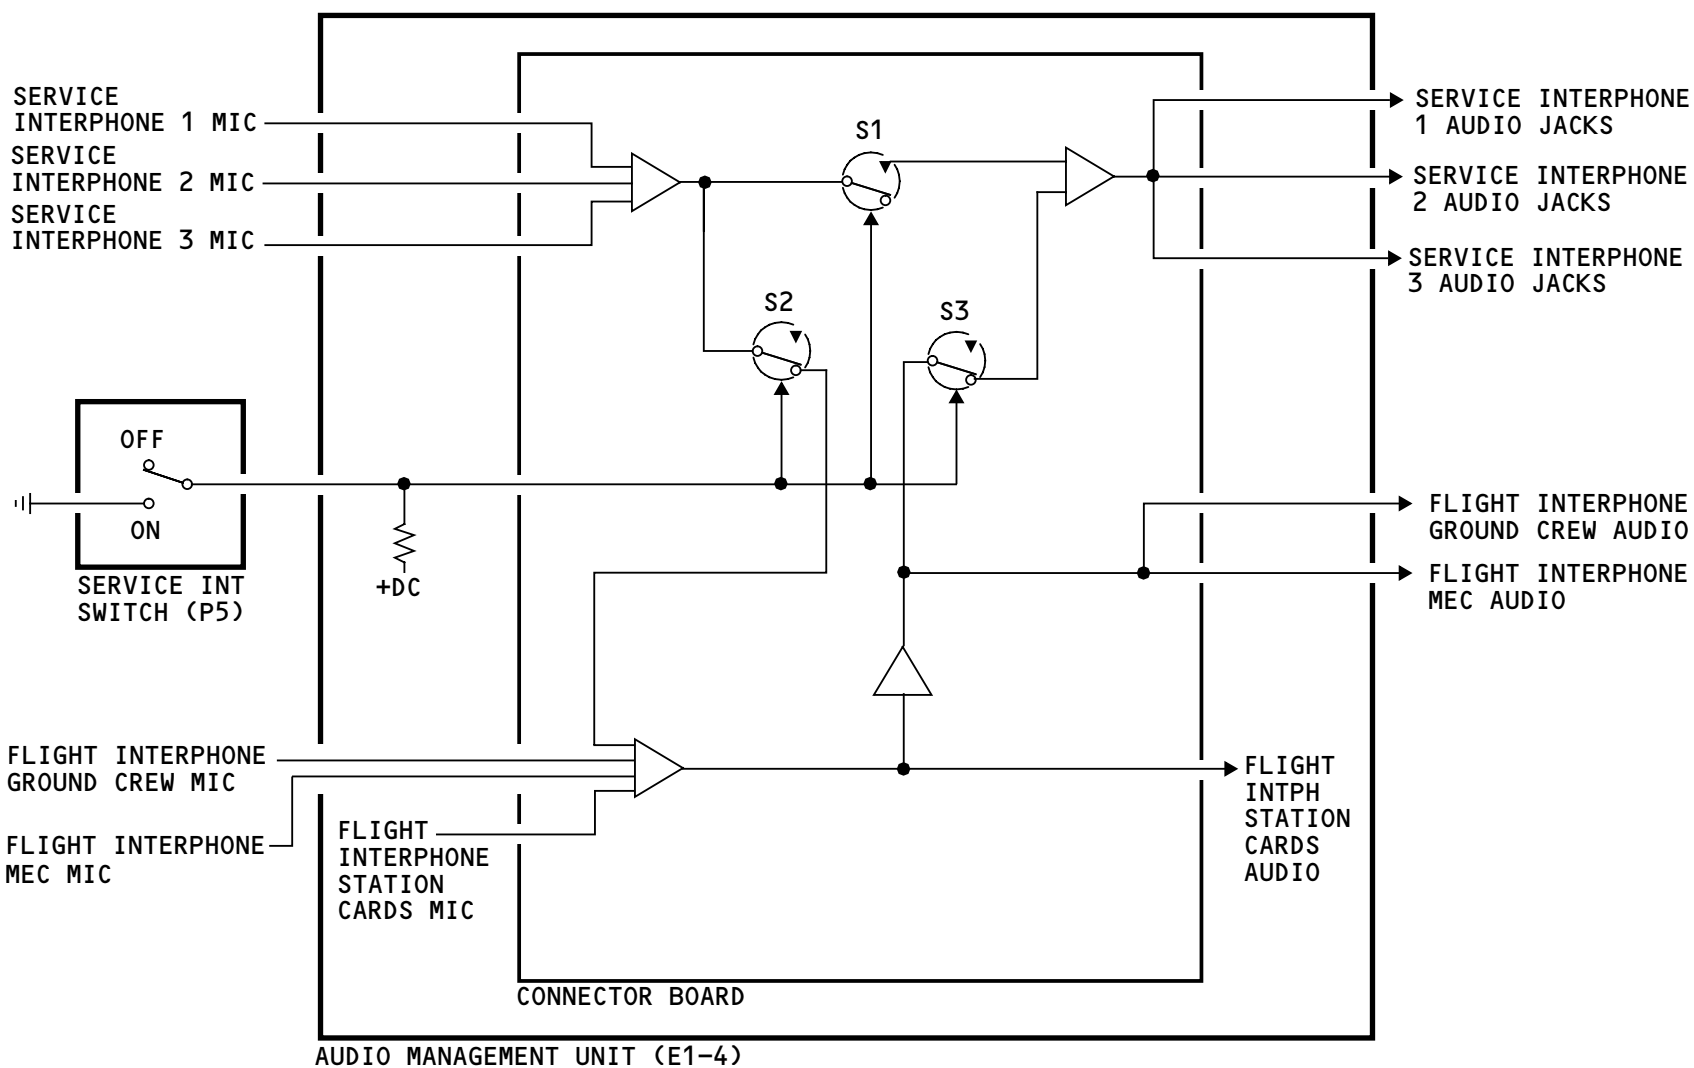 SERVICE
INTERPHONE 1 MIC
SERVICE
INTERPHONE 2 MIC
SERVICE
INTERPHONE 3 MIC
S1
SERVICE INTERPHONE
1 AUDIO JACKS
SERVICE INTERPHONE
2 AUDIO JACKS
SERVICE INTERPHONE
3 AUDIO JACKS
S2
S3
OFF
ON
SERVICE INT
SWITCH (P5)
+DC
FLIGHT INTERPHONE
GROUND CREW AUDIO
FLIGHT INTERPHONE
MEC AUDIO
FLIGHT INTERPHONE
GROUND CREW MIC
FLIGHT INTERPHONE
MEC MIC
FLIGHT
INTERPHONE
STATION
CARDS MIC
FLIGHT
INTPH
STATION
CARDS
AUDIO
CONNECTOR BOARD
AUDIO MANAGEMENT UNIT (E1-4)